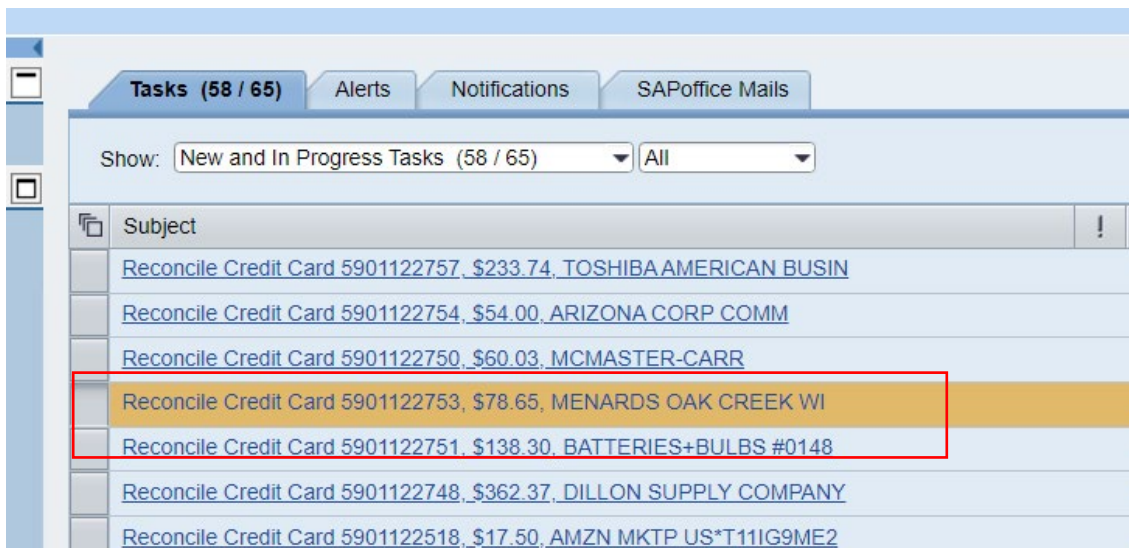 Tasks (58 / 65) Alerts Notifications SAPoffice Mails
Show: New and In Progress Tasks (58 / 65) All
Subject !
Reconcile Credit Card 5901122757, $233.74, TOSHIBA AMERICAN BUSIN
Reconcile Credit Card 5901122754, $54.00, ARIZONA CORP COMM
Reconcile Credit Card 5901122750, $60.03, MCMASTER-CARR
Reconcile Credit Card 5901122753, $78.65, MENARDS OAK CREEK WI
Reconcile Credit Card 5901122751, $138.30, BATTERIES+BULBS #0148
Reconcile Credit Card 5901122748, $362.37, DILLON SUPPLY COMPANY
Reconcile Credit Card 5901122518, $17.50, AMZN MKTP US*T11IG9ME2